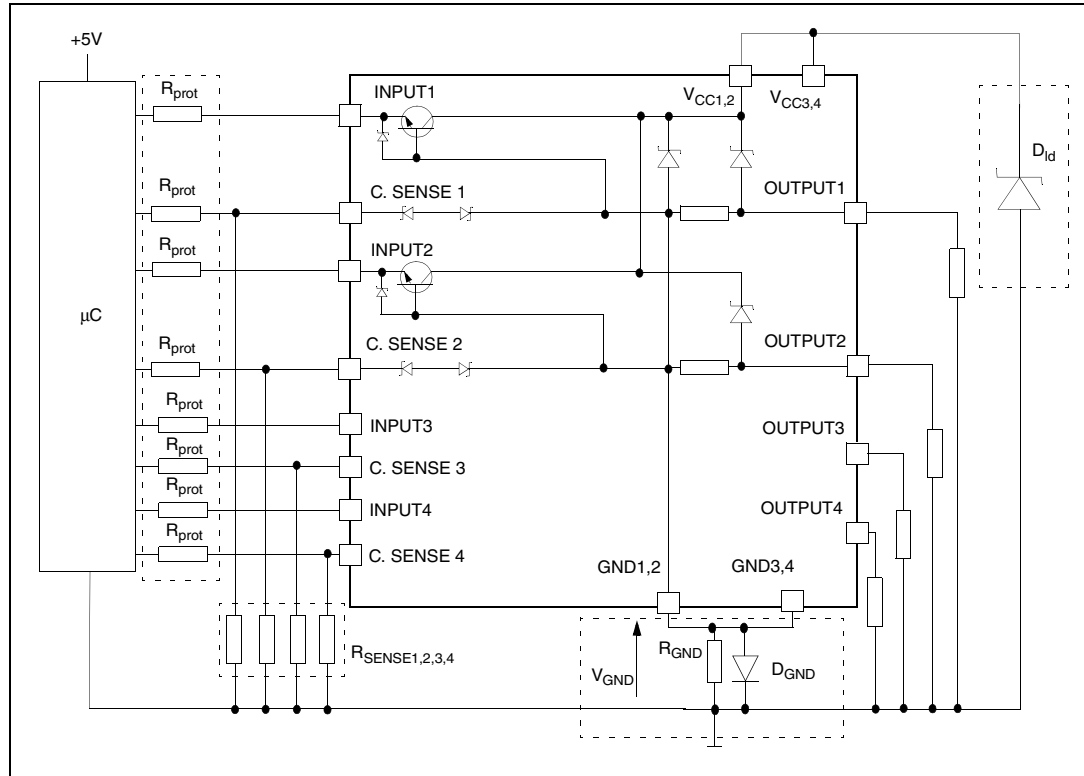 +5V
Rprot
INPUT1
VCC1,2
VCC3,4
Dld
Rprot
C. SENSE 1
OUTPUT1
Rprot
INPUT2
μC
Rprot
C. SENSE 2
OUTPUT2
Rprot
INPUT3
OUTPUT3
Rprot
C. SENSE 3
Rprot
INPUT4
OUTPUT4
Rprot
C. SENSE 4
GND1,2
GND3,4
RSENSE1,2,3,4
VGND
RGND
DGND